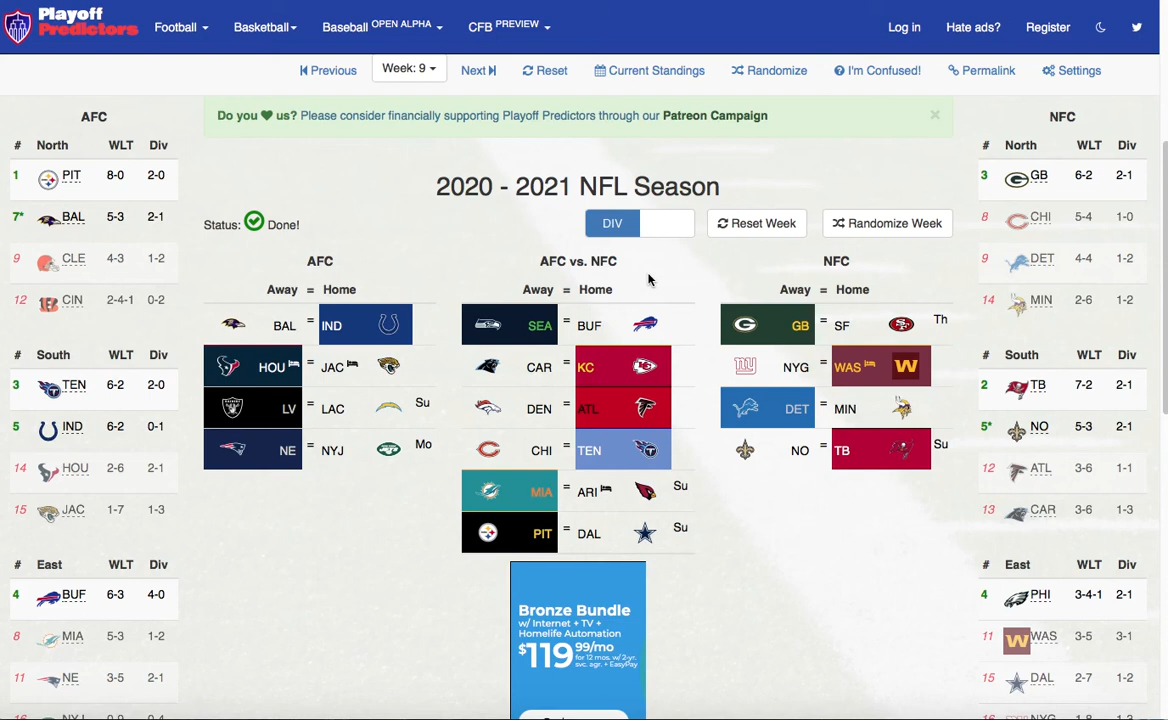 Playoff Predictors Football Basketball Baseball OPEN ALPHA CFB PREVIEW Log in Hate ads? Register
Previous Week: 9 Next Reset Current Standings Randomize I'm Confused! Permalink Settings
Do you us? Please consider financially supporting Playoff Predictors through our Patreon Campaign ×
2020 - 2021 NFL Season
Status: Done! DIV Reset Week Randomize Week
AFC
# North WLT Div
1 PIT 8-0 2-0
7* BAL 5-3 2-1
9 CLE 4-3 1-2
12 CIN 2-4-1 0-2
# South WLT Div
3 TEN 6-2 2-0
5 IND 6-2 0-1
14 HOU 2-6 2-1
15 JAC 1-7 1-3
# East WLT Div
4 BUF 6-3 4-0
8 MIA 5-3 1-2
11 NE 3-5 2-1
AFC
Away = Home
BAL = IND
HOU = JAC
LV = LAC Su
NE = NYJ Mo
AFC vs. NFC
Away = Home
SEA = BUF
CAR = KC
DEN = ATL
CHI = TEN
MIA = ARI Su
PIT = DAL Su
NFC
Away = Home
GB = SF Th
NYG = WAS W
DET = MIN
NO = TB Su
Bronze Bundle
w/ Internet + TV +
Homelife Automation
$119 99/mo
for 12 mos. w/ 2-yr.
svc. agr. + EasyPay
NFC
# North WLT Div
3 GB 6-2 2-1
8 CHI 5-4 1-0
9 DET 4-4 1-2
14 MIN 2-6 1-2
# South WLT Div
2 TB 7-2 2-1
5* NO 5-3 2-1
12 ATL 3-6 1-1
13 CAR 3-6 1-3
# East WLT Div
4 PHI 3-4-1 2-1
11 W WAS 3-5 3-1
15 DAL 2-7 1-2